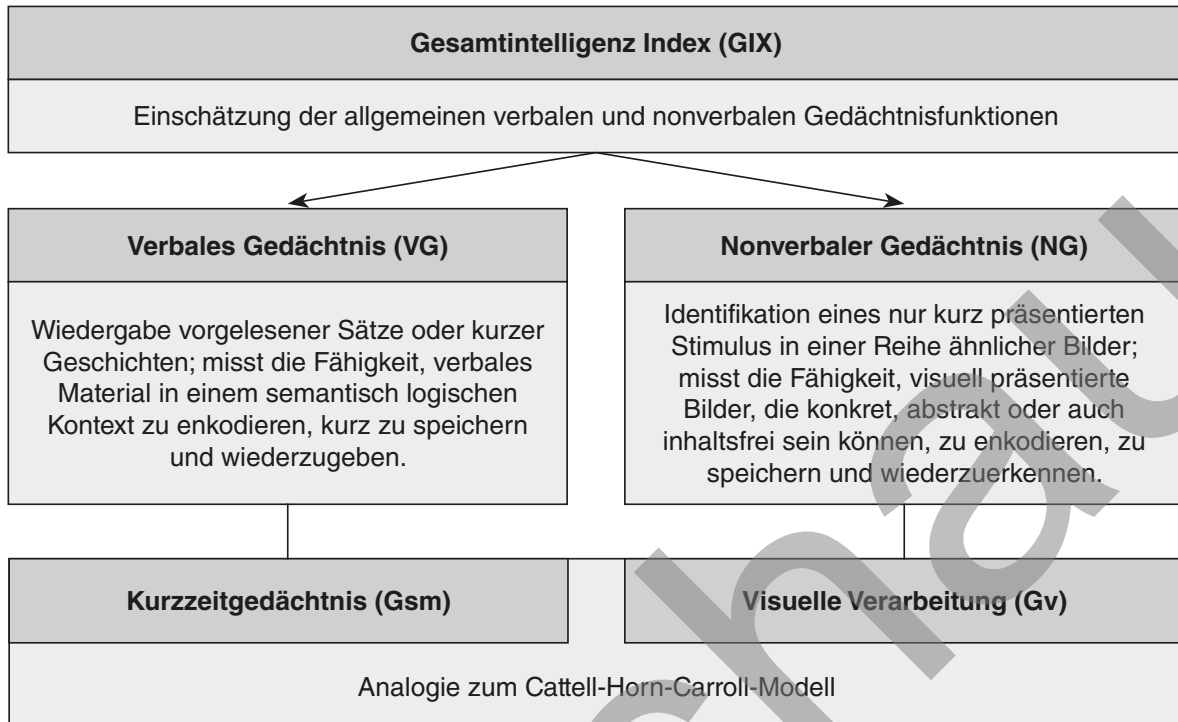 Gesamtintelligenz Index (GIX)
Einschätzung der allgemeinen verbalen und nonverbalen Gedächtnisfunktionen
Verbales Gedächtnis (VG)
Wiedergabe vorgelesener Sätze oder kurzer
Geschichten; misst die Fähigkeit, verbales
Material in einem semantisch logischen
Kontext zu enkodieren, kurz zu speichern
und wiederzugeben.
Nonverbaler Gedächtnis (NG)
Identifikation eines nur kurz präsentierten
Stimulus in einer Reihe ähnlicher Bilder;
misst die Fähigkeit, visuell präsentierte
Bilder, die konkret, abstrakt oder auch
inhaltsfrei sein können, zu enkodieren, zu
speichern und wiederzuerkennen.
Kurzzeitgedächtnis (Gsm)
Visuelle Verarbeitung (Gv)
Analogie zum Cattell-Horn-Carroll-Modell